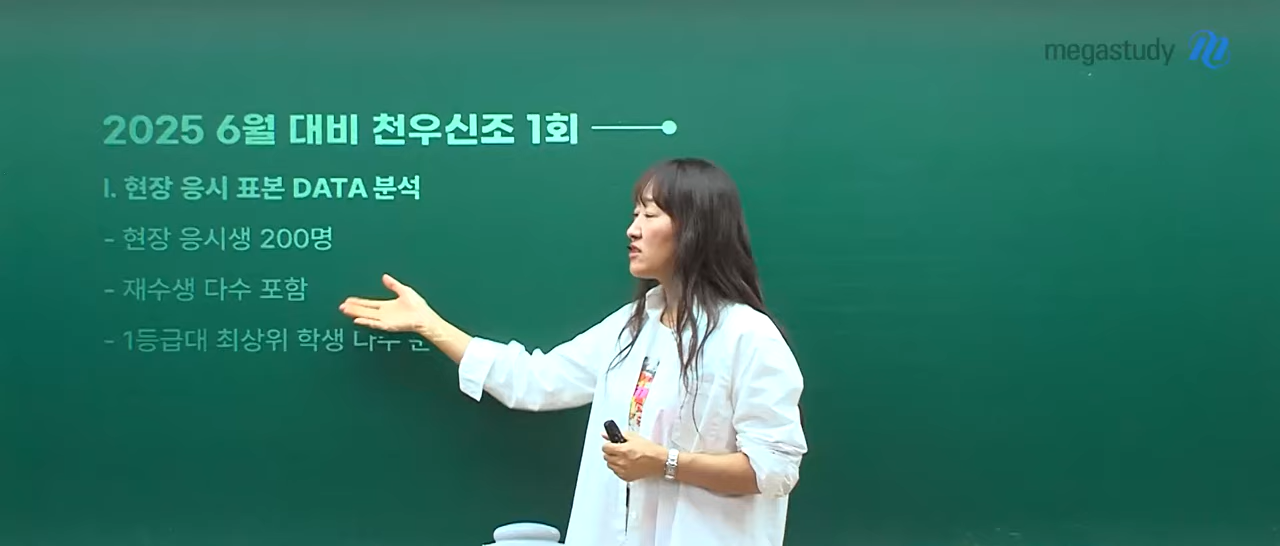 megastudy
2025 6월 대비 천우신조 1회
I. 현장 응시 표본 DATA 분석
- 현장 응시생 200명
- 재수생 다수 포함
- 1등급대 최상위 학생